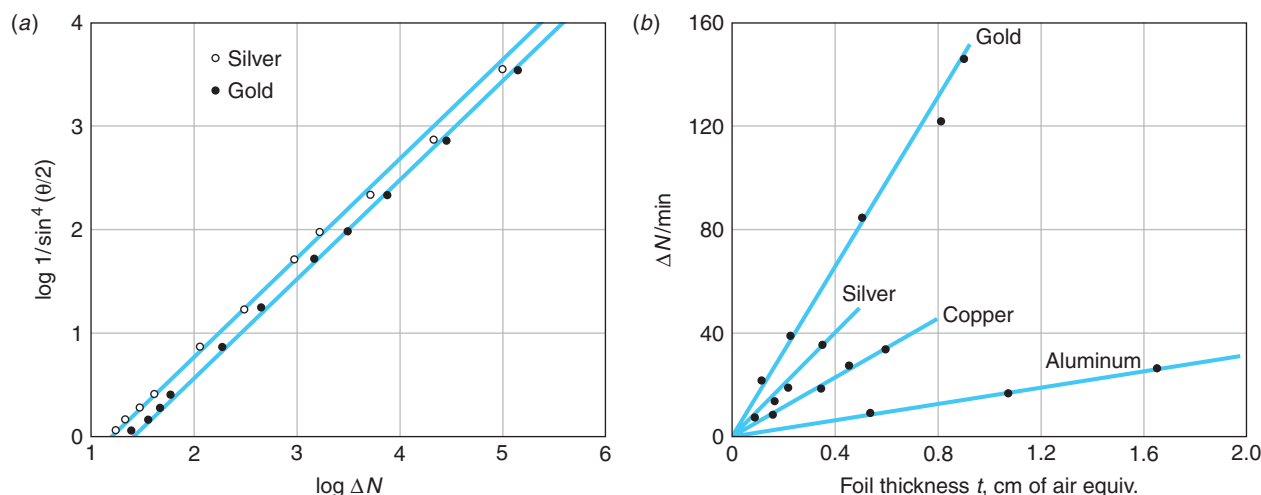 (a)
4
3
2
1
0
log 1/sin⁴ (θ/2)
Silver
Gold
1 2 3 4 5 6
log ΔN
(b)
160
120
80
40
0
ΔN/min
Gold
Silver
Copper
Aluminum
0 0.4 0.8 1.2 1.6 2.0
Foil thickness t, cm of air equiv.